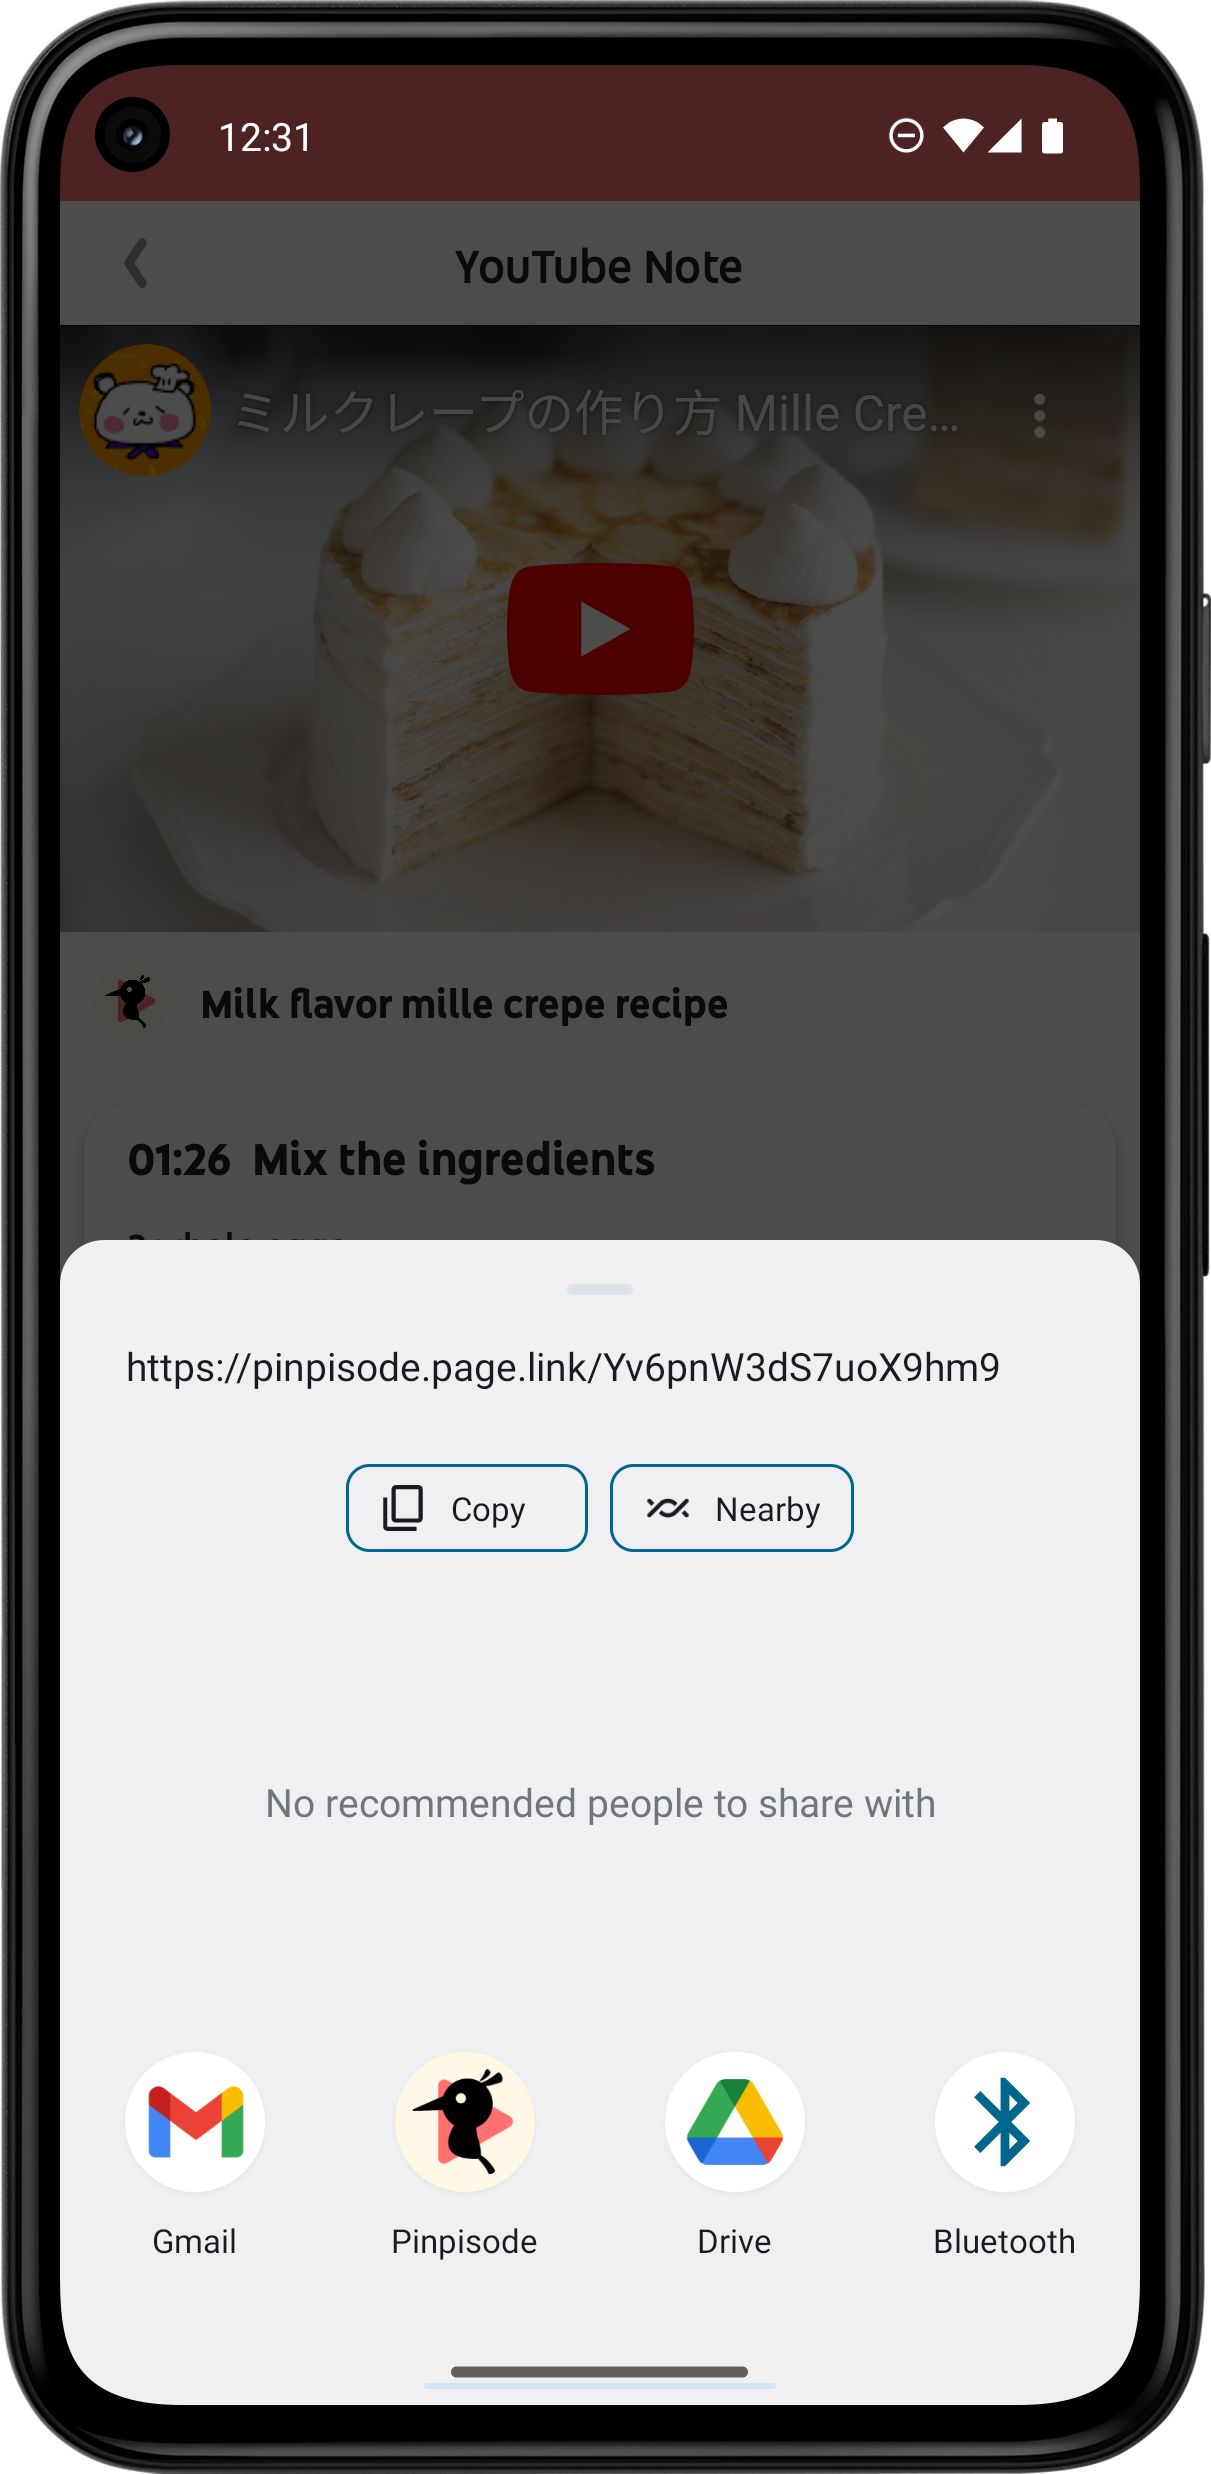 12:31
YouTube Note
ミルクレープの作り方 Mille Cre...
Milk flavor mille crepe recipe
01:26 Mix the ingredients
https://pinpisode.page.link/Yv6pnW3dS7uoX9hm9
Copy
Nearby
No recommended people to share with
Gmail
Pinpisode
Drive
Bluetooth